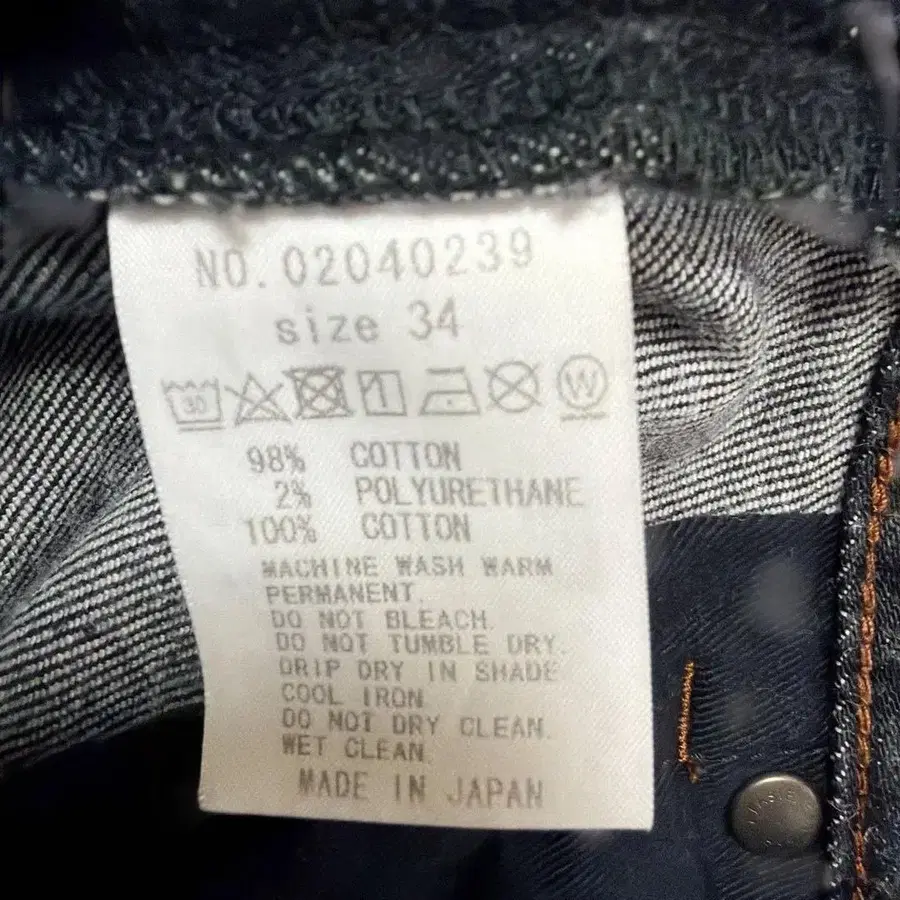 NO. 02040239
size 34
30 W
98% COTTON
2% POLYURETHANE
100% COTTON
MACHINE WASH WARM
PERMANENT.
DO NOT BLEACH.
DO NOT TUMBLE DRY.
DRIP DRY IN SHADE
COOL IRON
DO NOT DRY CLEAN.
WET CLEAN
MADE IN JAPAN